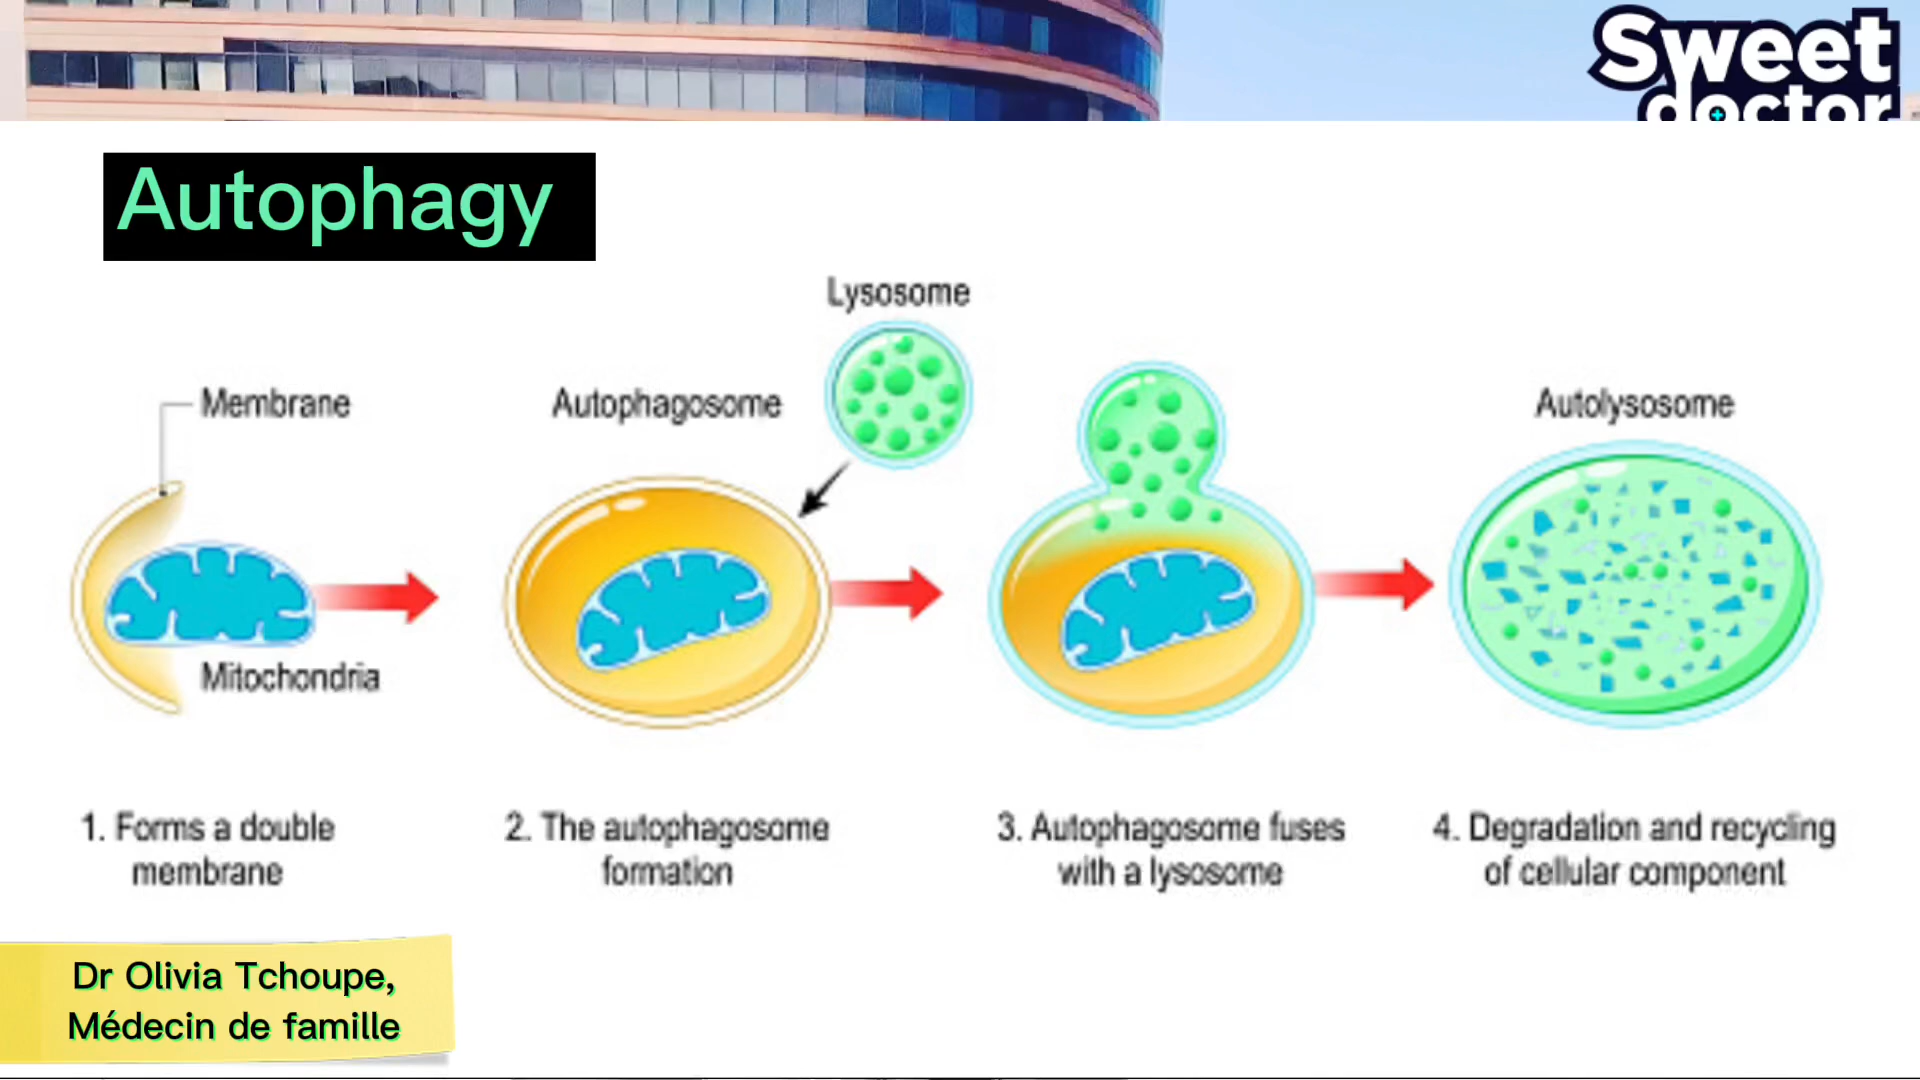 Sweet
doctor
Autophagy
Lysosome
Membrane
Autophagosome
Autolysosome
Mitochondria
1. Forms a double
membrane
2. The autophagosome
formation
3. Autophagosome fuses
with a lysosome
4. Degradation and recycling
of cellular component
Dr Olivia Tchoupe,
Médecin de famille